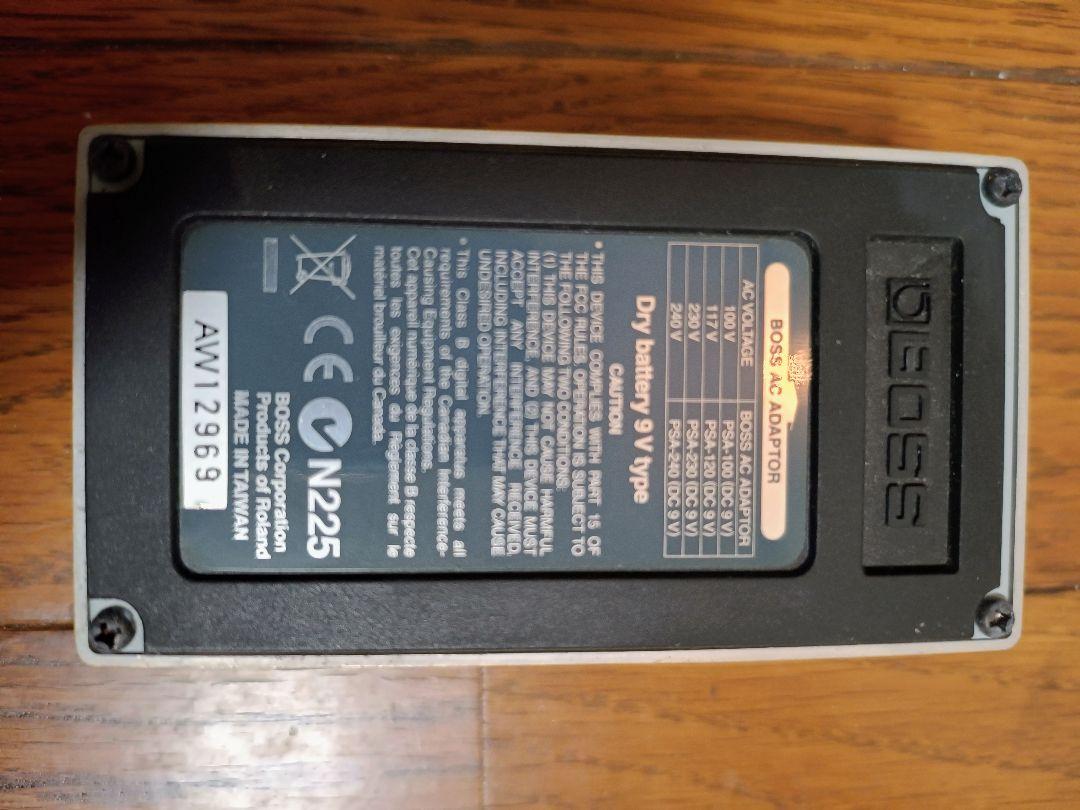 BOSS
BOSS AC ADAPTOR
AC VOLTAGE BOSS AC ADAPTOR
100 V PSA-100 (DC 9 V)
117 V PSA-120 (DC 9 V)
230 V PSA-230 (DC 9 V)
240 V PSA-240 (DC 9 V)
Dry battery 9 V type
CAUTION
* THIS DEVICE COMPLIES WITH PART 15 OF
THE FCC RULES. OPERATION IS SUBJECT TO
THE FOLLOWING TWO CONDITIONS:
(1) THIS DEVICE MAY NOT CAUSE HARMFUL
INTERFERENCE, AND (2) THIS DEVICE MUST
ACCEPT ANY INTERFERENCE RECEIVED,
INCLUDING INTERFERENCE THAT MAY CAUSE
UNDESIRED OPERATION.
* This Class B digital apparatus meets all
requirements of the Canadian Interference-
Causing Equipment Regulations.
Cet appareil numérique de la classe B respecte
toutes les exigences du Règlement sur le
matériel brouilleur du Canada.
CE N225
BOSS Corporation
Products of Roland
MADE IN TAIWAN
AW12969